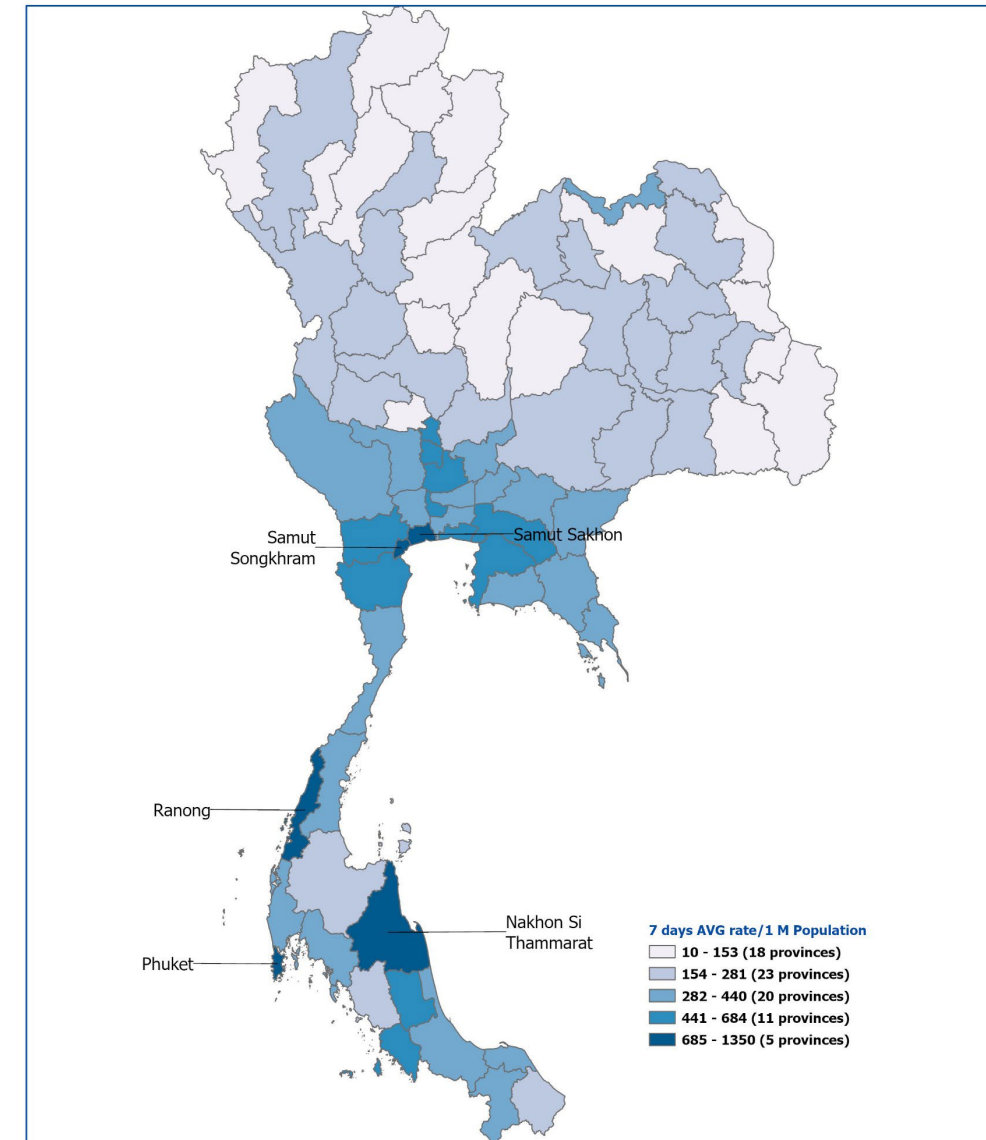 Samut
Songkhram
Samut Sakhon
Ranong
Nakhon Si
Thammarat
Phuket
7 days AVG rate/1 M Population
10 - 153 (18 provinces)
154 - 281 (23 provinces)
282 - 440 (20 provinces)
441 - 684 (11 provinces)
685 - 1350 (5 provinces)